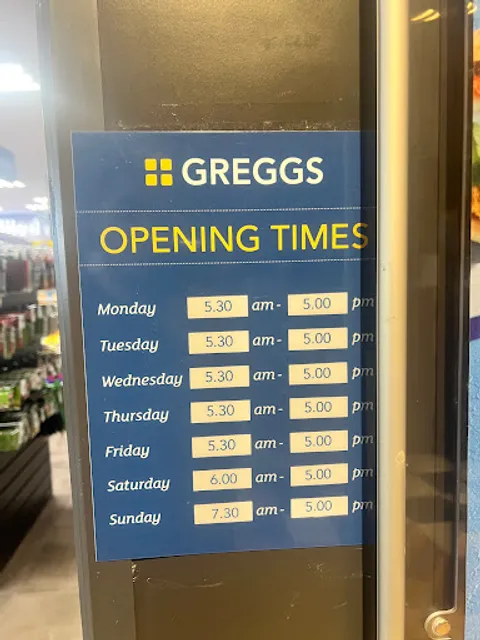 GREGGS
OPENING TIMES
Monday 5.30 am - 5.00 pm
Tuesday 5.30 am - 5.00 pm
Wednesday 5.30 am - 5.00 pm
Thursday 5.30 am - 5.00 pm
Friday 5.30 am - 5.00 pm
Saturday 6.00 am - 5.00 pm
Sunday 7.30 am - 5.00 pm